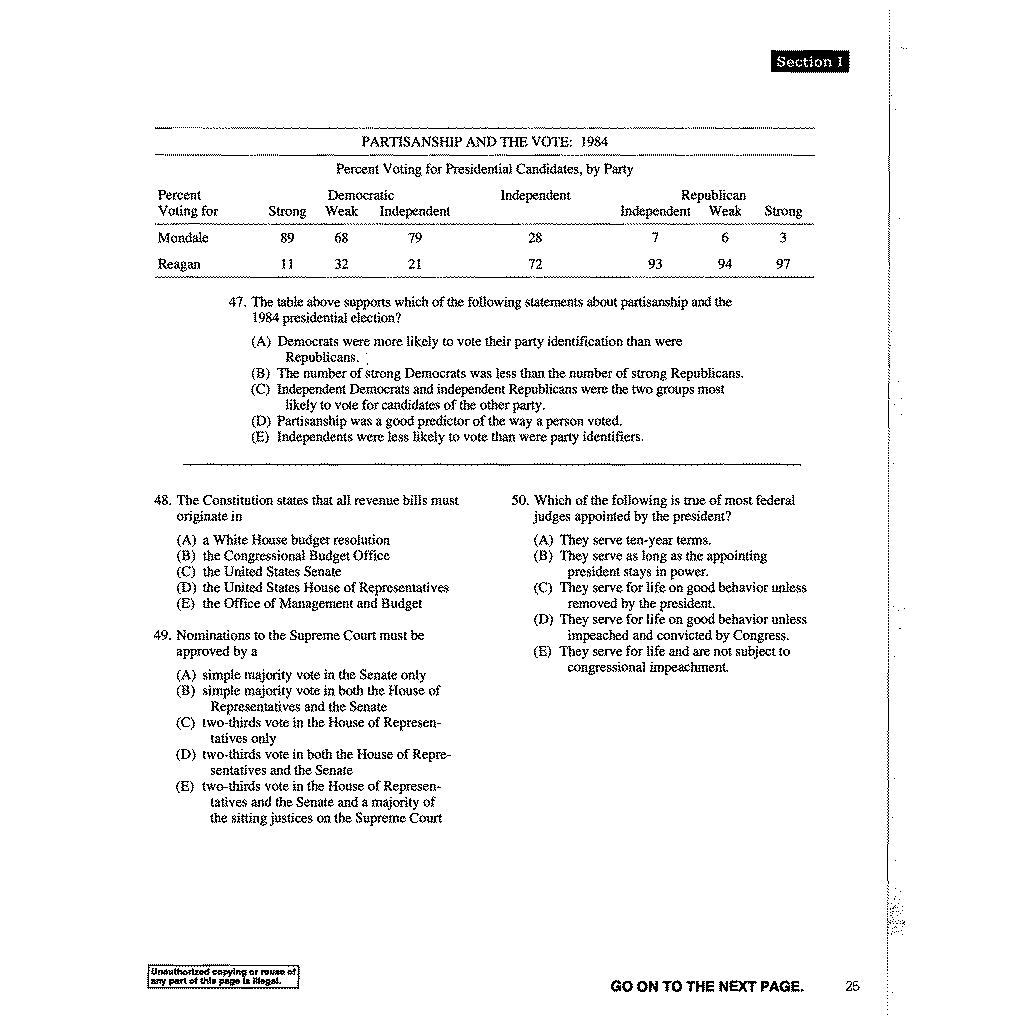 Section I
PARTISANSHIP AND THE VOTE: 1984
Percent Voting for Presidential Candidates, by Party
Percent Democratic Independent Republican
Voting for Strong Weak Independent Independent Weak Strong
Mondale 89 68 79 28 7 6 3
Reagan 11 32 21 72 93 94 97
47. The table above supports which of the following statements about partisanship and the
1984 presidential election?
(A) Democrats were more likely to vote their party identification than were
Republicans.
(B) The number of strong Democrats was less than the number of strong Republicans.
(C) Independent Democrats and independent Republicans were the two groups most
likely to vote for candidates of the other party.
(D) Partisanship was a good predictor of the way a person voted.
(E) Independents were less likely to vote than were party identifiers.
48. The Constitution states that all revenue bills must
originate in
(A) a White House budget resolution
(B) the Congressional Budget Office
(C) the United States Senate
(D) the United States House of Representatives
(E) the Office of Management and Budget
49. Nominations to the Supreme Court must be
approved by a
(A) simple majority vote in the Senate only
(B) simple majority vote in both the House of
Representatives and the Senate
(C) two-thirds vote in the House of Represen-
tatives only
(D) two-thirds vote in both the House of Repre-
sentatives and the Senate
(E) two-thirds vote in the House of Represen-
tatives and the Senate and a majority of
the sitting justices on the Supreme Court
50. Which of the following is true of most federal
judges appointed by the president?
(A) They serve ten-year terms.
(B) They serve as long as the appointing
president stays in power.
(C) They serve for life on good behavior unless
removed by the president.
(D) They serve for life on good behavior unless
impeached and convicted by Congress.
(E) They serve for life and are not subject to
congressional impeachment.
Unauthorized copying or reuse of
any part of this page is illegal.
GO ON TO THE NEXT PAGE. 25